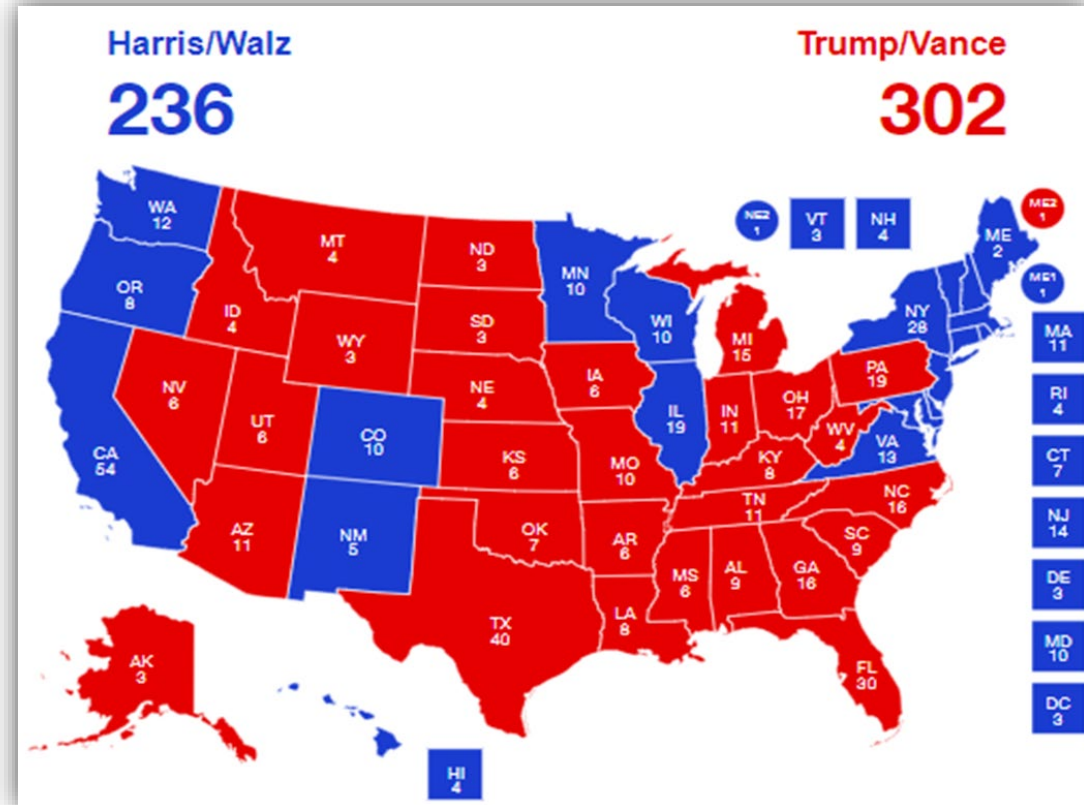 Harris/Walz
Trump/Vance
236
302
WA
12
OR
8
CA
54
NV
6
ID
4
MT
4
WY
3
UT
6
AZ
11
CO
10
NM
5
ND
3
SD
3
NE
4
KS
6
OK
7
TX
40
MN
10
IA
6
MO
10
AR
6
LA
8
WI
10
IL
19
MI
15
IN
11
OH
17
KY
8
TN
11
MS
6
AL
9
GA
16
FL
30
SC
9
NC
16
VA
13
WV
4
PA
19
NY
28
ME
2
NE2
1
VT
3
NH
4
ME2
1
ME1
1
MA
11
RI
4
CT
7
NJ
14
DE
3
MD
10
DC
3
AK
3
HI
4